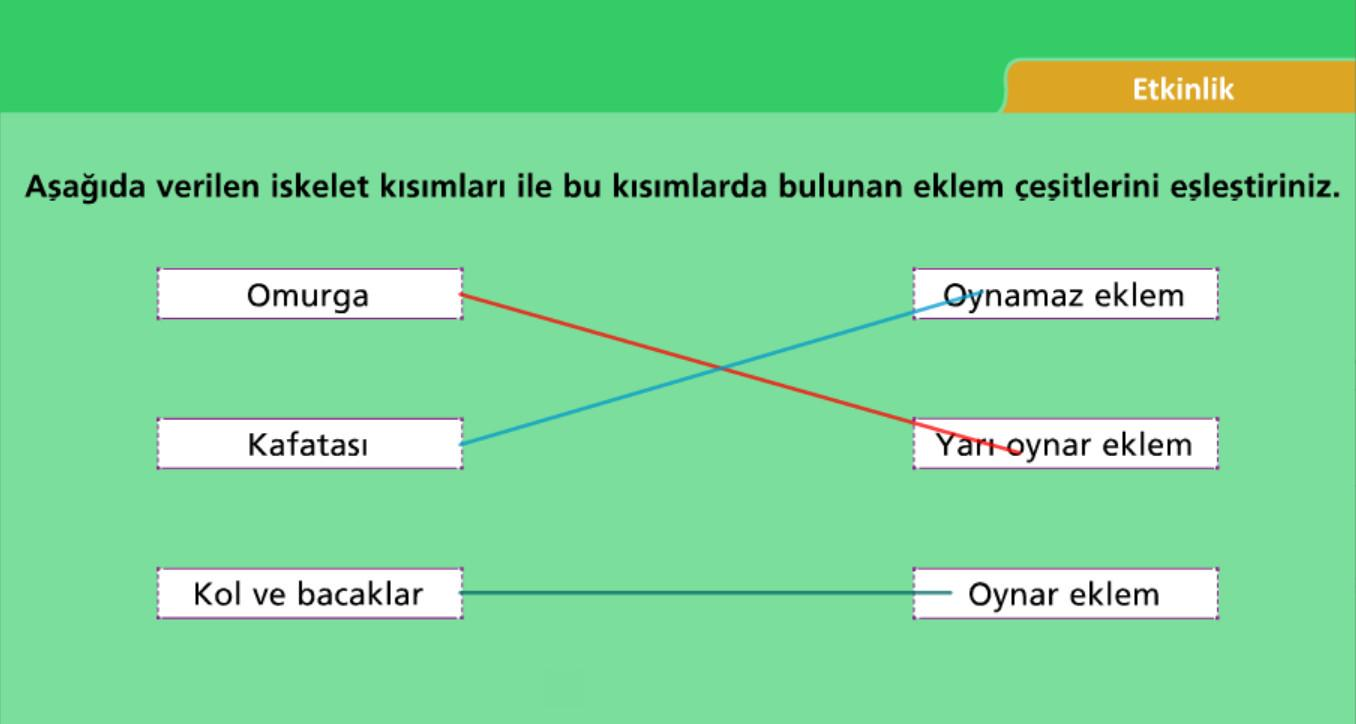 Etkinlik
Aşağıda verilen iskelet kısımları ile bu kısımlarda bulunan eklem çeşitlerini eşleştiriniz.
Omurga
Oynamaz eklem
Kafatası
Yarı oynar eklem
Kol ve bacaklar
Oynar eklem